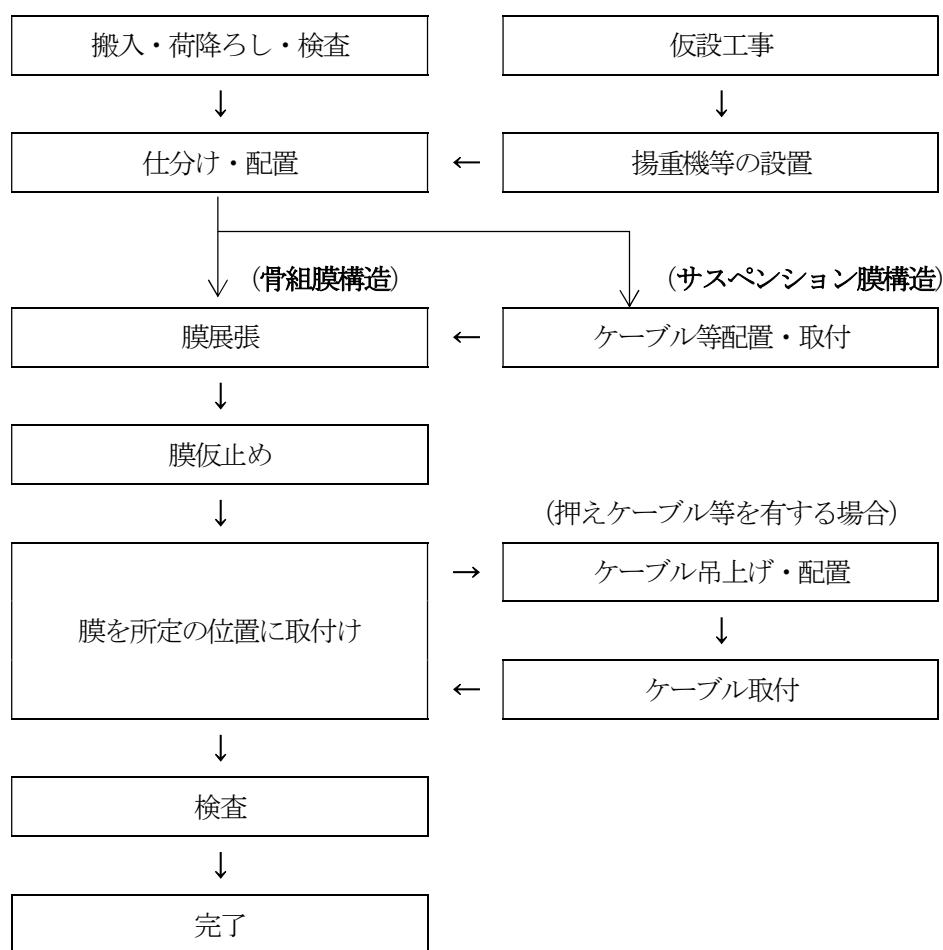 搬入・荷降ろし・検査
仮設工事
↓
↓
仕分け・配置
←
揚重機等の設置
(骨組膜構造)
(サスペンション膜構造)
膜展張
←
ケーブル等配置・取付
↓
膜仮止め
↓
(押えケーブル等を有する場合)
膜を所定の位置に取付け
→
ケーブル吊上げ・配置
↓
←
ケーブル取付
↓
検査
↓
完了